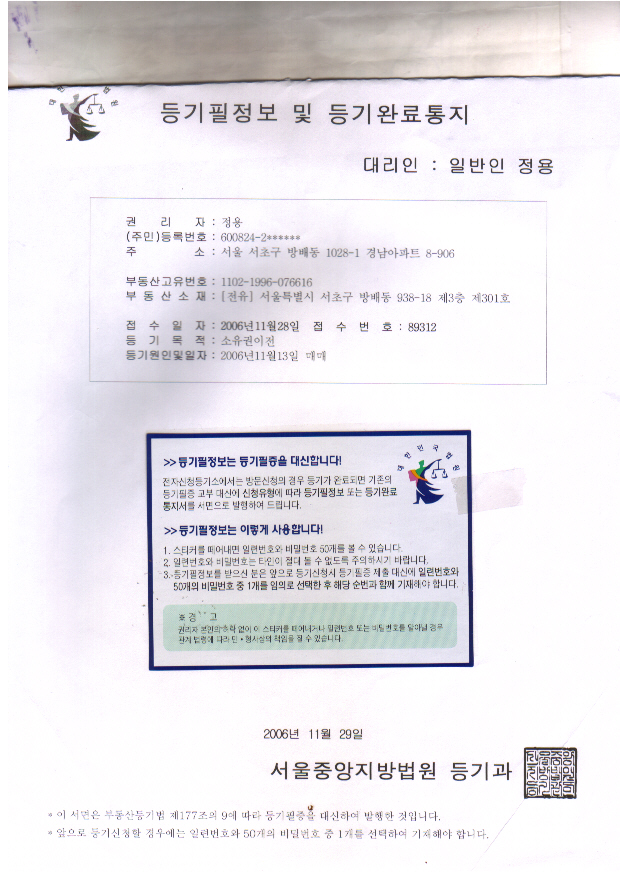 대한민국법원
등기필정보 및 등기완료통지
대리인 : 일반인 정용
권 리 자 : 정용
(주민)등록번호 : 600824-2******
주 소 : 서울 서초구 방배동 1028-1 경남아파트 8-906
부동산고유번호 : 1102-1996-076616
부 동 산 소 재 : [전유] 서울특별시 서초구 방배동 938-18 제3층 제301호
접 수 일 자 : 2006년11월28일 접 수 번 호 : 89312
등 기 목 적 : 소유권이전
등기원인및일자 : 2006년11월13일 매매
대한민국법원
>> 등기필정보는 등기필증을 대신합니다!
전자신청등기소에서는 방문신청의 경우 등기가 완료되면 기존의
등기필증 교부 대신에 신청유형에 따라 등기필정보 또는 등기완료
통지서를 서면으로 발행하여 드립니다.
>> 등기필정보는 이렇게 사용합니다!
1. 스티커를 떼어내면 일련번호와 비밀번호 50개를 볼 수 있습니다.
2. 일련번호와 비밀번호는 타인이 절대 볼 수 없도록 주의하시기 바랍니다.
3. 등기필정보를 받으신 분은 앞으로 등기신청시 등기필증 제출 대신에 일련번호와
50개의 비밀번호 중 1개를 임의로 선택한 후 해당 순번과 함께 기재해야 합니다.
※ 경 고
권리자 본인의 허락 없이 이 스티커를 떼어내거나 일련번호 또는 비밀번호를 알아낼 경우
관계 법령에 따라 민·형사상의 책임을 질 수 있습니다.
2006년 11월 29일
서울중앙지방법원 등기과
* 이 서면은 부동산등기법 제177조의 9에 따라 등기필증을 대신하여 발행한 것입니다.
* 앞으로 등기신청할 경우에는 일련번호와 50개의 비밀번호 중 1개를 선택하여 기재해야 합니다.